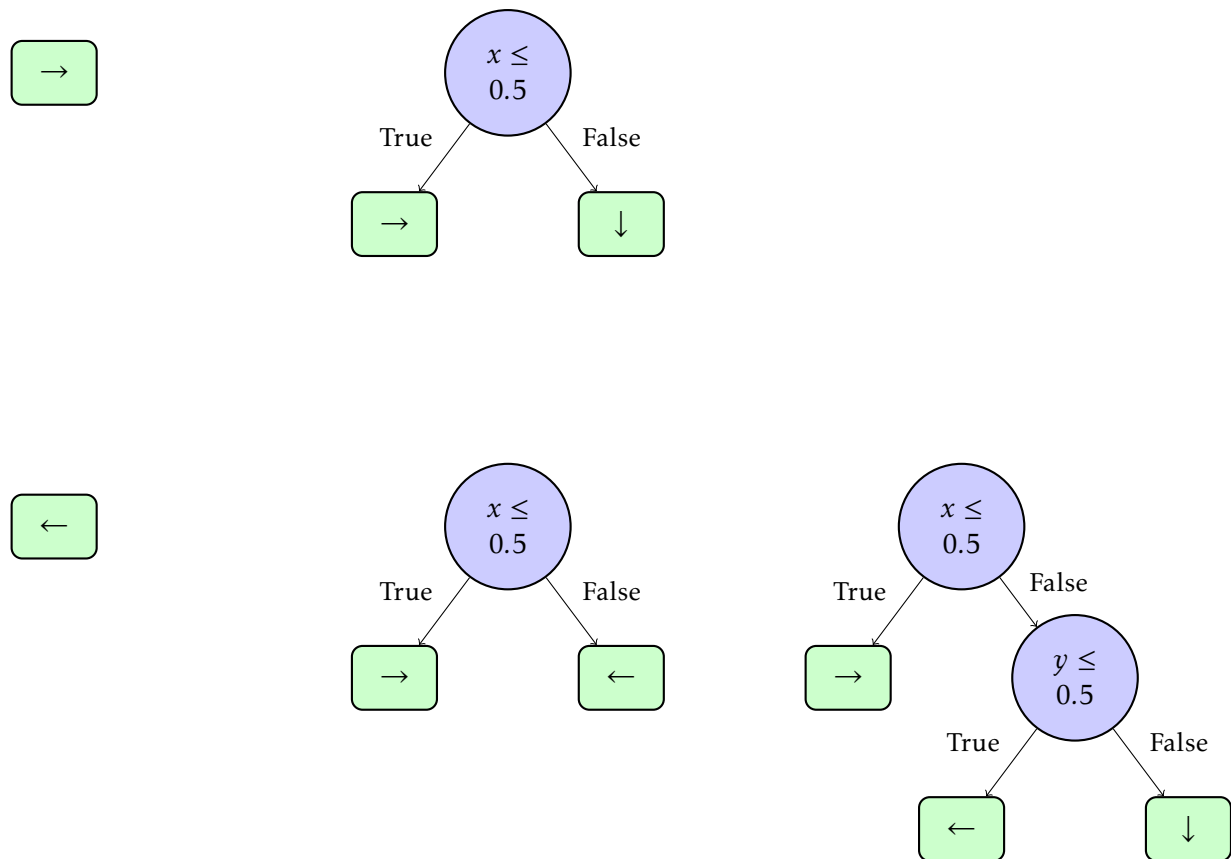 →
x ≤
0.5
True
False
→
↓
←
x ≤
0.5
True
False
→
←
x ≤
0.5
True
False
→
y ≤
0.5
True
False
←
↓